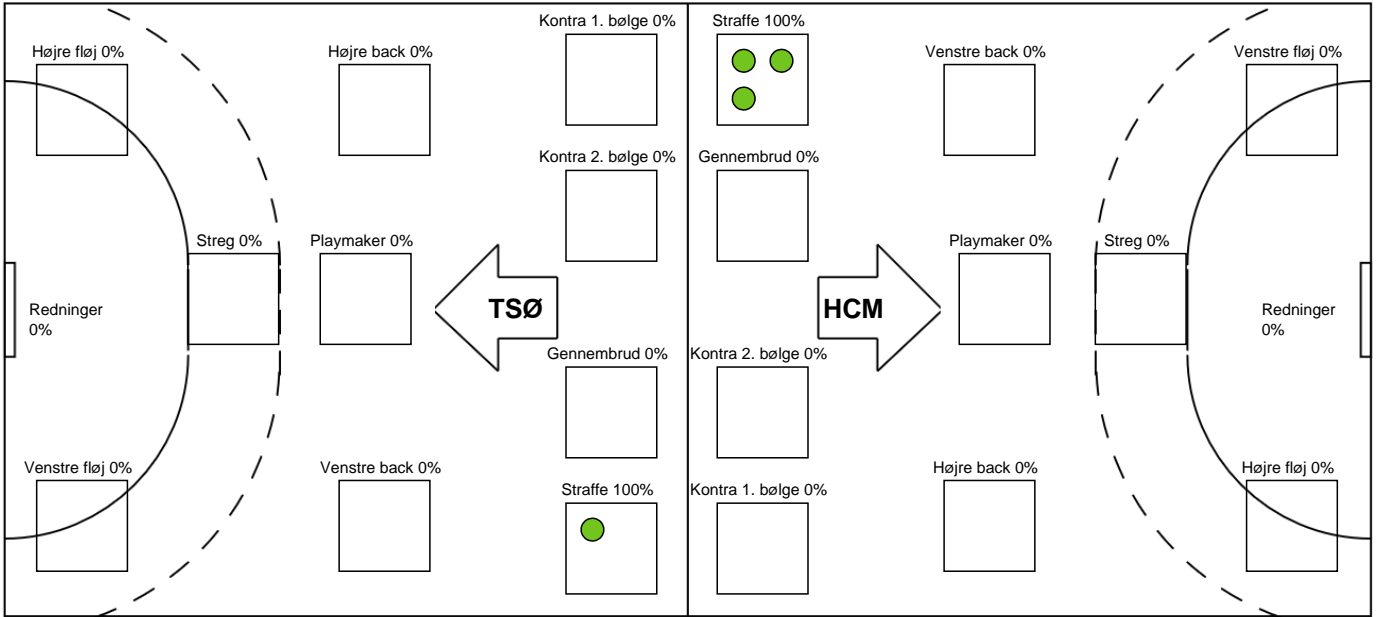 Kontra 1. bølge 0%
Straffe 100%
Højre fløj 0%
Højre back 0%
Venstre back 0%
Venstre fløj 0%
Kontra 2. bølge 0%
Gennembrud 0%
Streg 0%
Playmaker 0%
Playmaker 0%
Streg 0%
Redninger
0%
TSØ
HCM
Redninger
0%
Gennembrud 0%
Kontra 2. bølge 0%
Venstre fløj 0%
Venstre back 0%
Højre back 0%
Højre fløj 0%
Straffe 100%
Kontra 1. bølge 0%